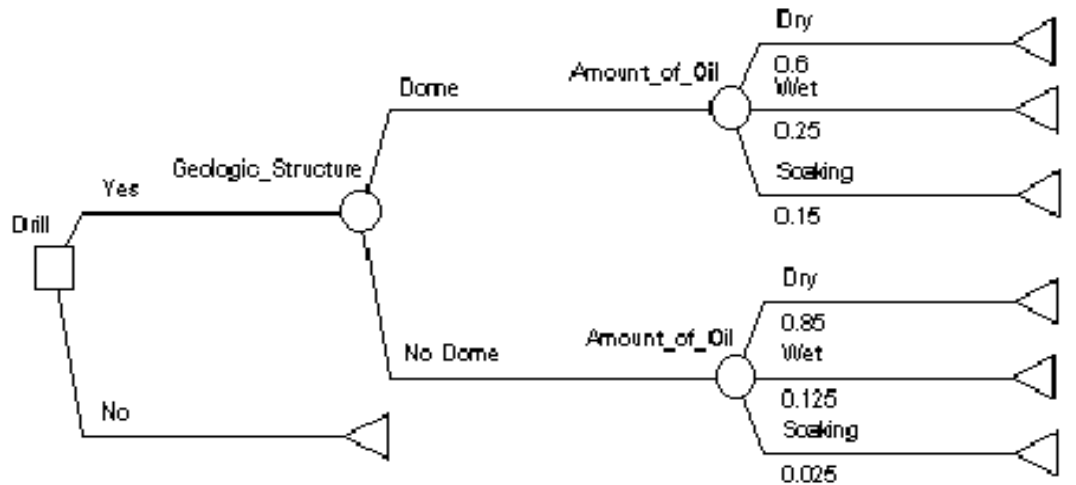 Dry
0.6
Dome
Amount_of_Oil
Wet
0.25
Geologic_Structure
Soaking
Yes
0.15
Drill
Dry
0.85
Amount_of_Oil
No Dome
Wet
0.125
No
Soaking
0.025